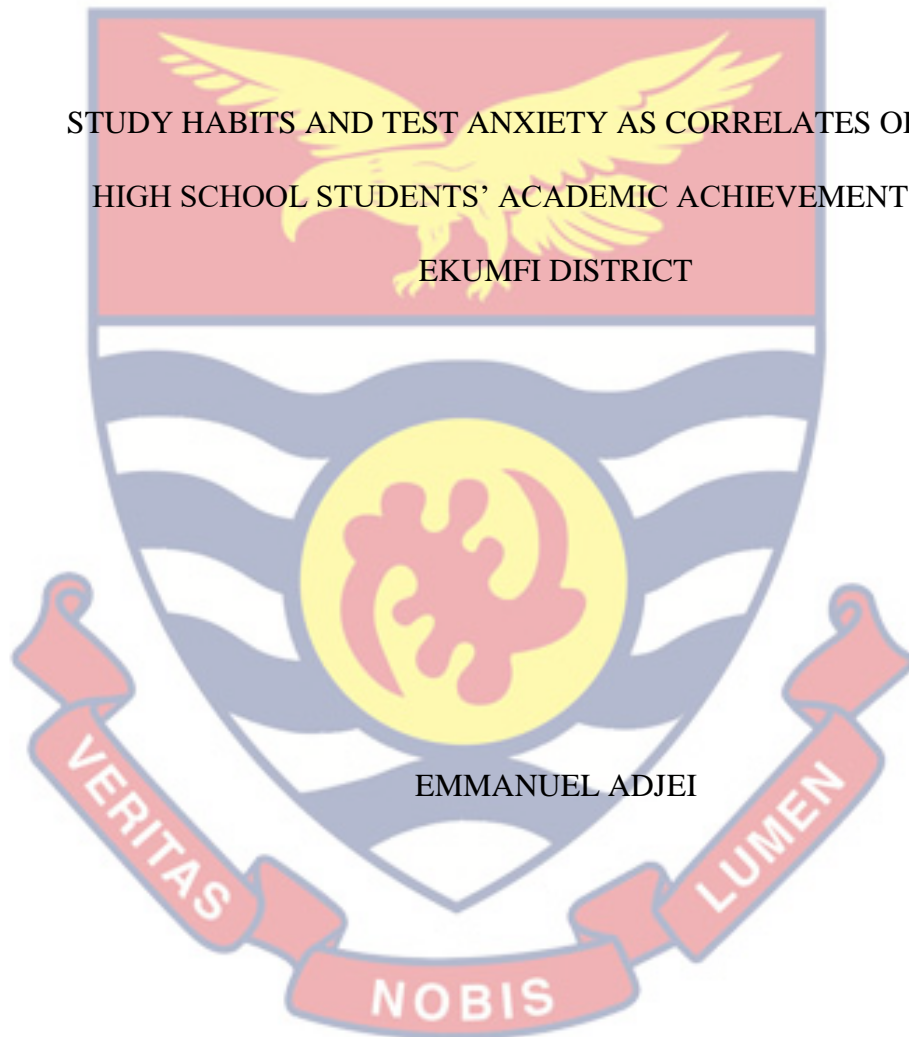 STUDY HABITS AND TEST ANXIETY AS CORRELATES
HIGH SCHOOL STUDENTS’ ACADEMIC ACHIEVEMENT
EKUMFI DISTRICT
EMMANUEL ADJEI
VERITAS
NOBIS
LUMEN